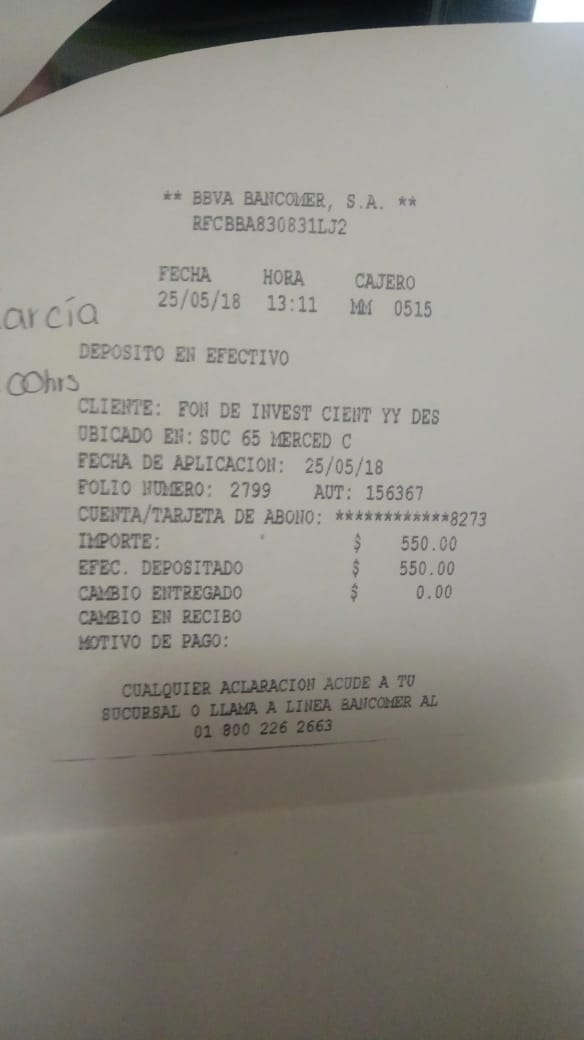 ** BBVA BANCOMER, S.A. **
RFCBBA830831LJ2
FECHA HORA CAJERO
25/05/18 13:11 MM 0515
arcía
DEPOSITO EN EFECTIVO
00hrs
CLIENTE: FON DE INVEST CIENT YY DES
UBICADO EN: SUC 65 MERCED C
FECHA DE APLICACION: 25/05/18
FOLIO NUMERO: 2799 AUT: 156367
CUENTA/TARJETA DE ABONO: ************8273
IMPORTE: $ 550.00
EFEC. DEPOSITADO $ 550.00
CAMBIO ENTREGADO $ 0.00
CAMBIO EN RECIBO
MOTIVO DE PAGO:
CUALQUIER ACLARACION ACUDE A TU
SUCURSAL O LLAMA A LINEA BANCOMER AL
01 800 226 2663